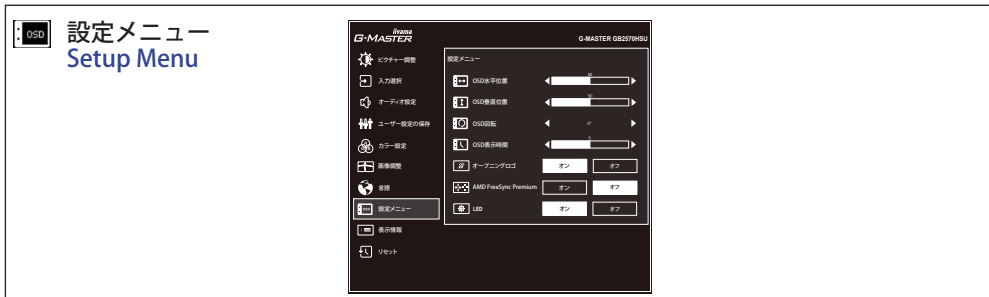 OSD
設定メニュー
Setup Menu
iiyama
G-MASTER
G-MASTER GB2570HSU
ピクチャー調整
入力選択
オーディオ設定
ユーザー設定の保存
カラー設定
画像調整
言語
設定メニュー
表示情報
リセット
設定メニュー
OSD水平位置
OSD垂直位置
50
OSD回転
0°
OSD表示時間
オープニングロゴ オン オフ
AMD FreeSync Premium オン オフ
LED オン オフ